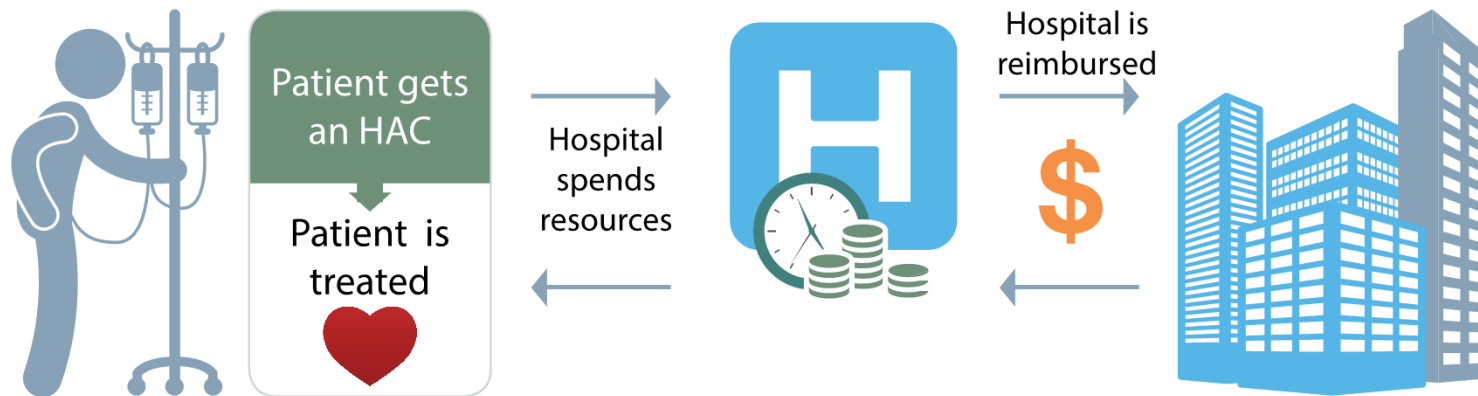 Patient gets
an HAC
Patient is
treated
Hospital
spends
resources
H
Hospital is
reimbursed
$